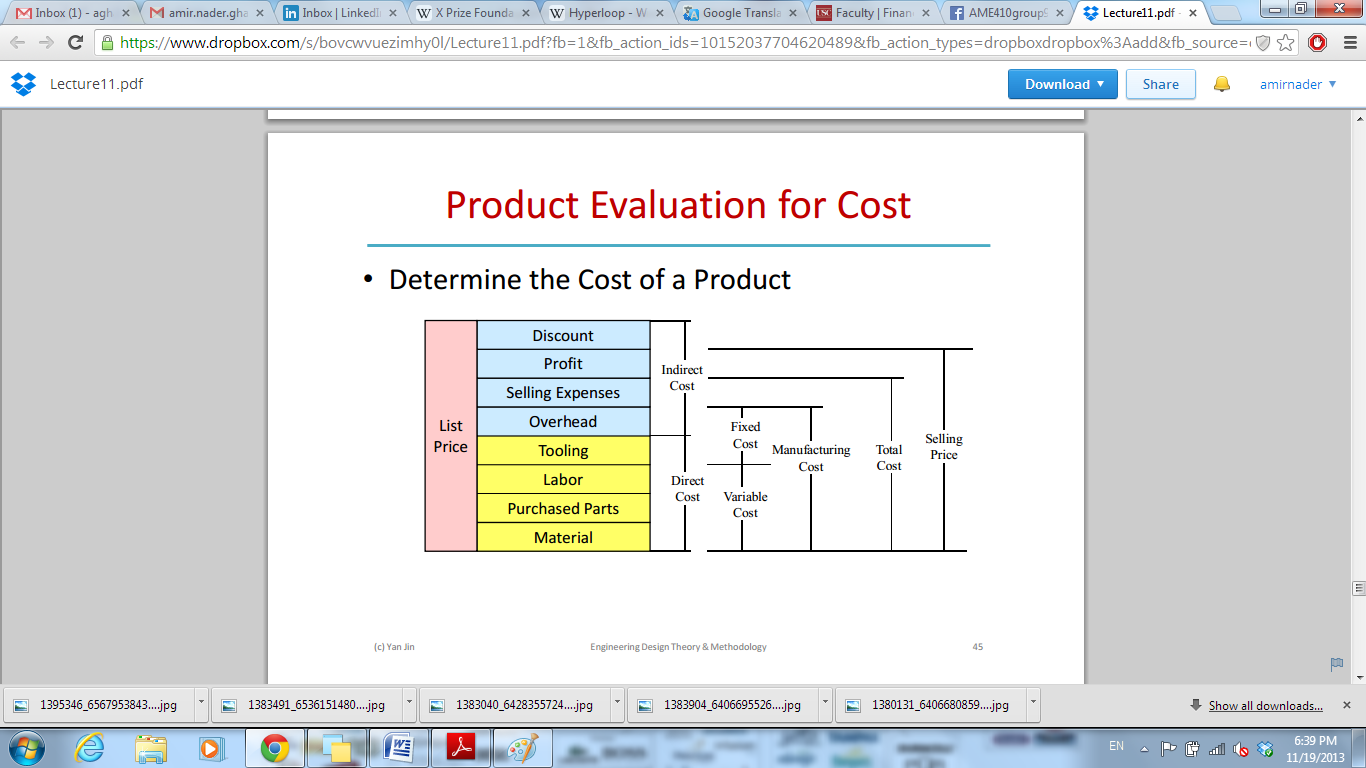 Inbox (1) - agh
amir.nader.gha
Inbox | LinkedI
X Prize Founda
Hyperloop - W
Google Transla
Faculty | Finan
AME410group
Lecture11.pdf -
https://www.dropbox.com/s/bovcwvuezimhy0l/Lecture11.pdf?fb=1&fb_action_ids=10152037704620489&fb_action_types=dropboxdropbox%3Aadd&fb_source=
Lecture11.pdf
Download
Share
amirnader
Product Evaluation for Cost
• Determine the Cost of a Product
List
Price
Discount
Profit
Selling Expenses
Overhead
Tooling
Labor
Purchased Parts
Material
Indirect
Cost
Direct
Cost
Fixed
Cost
Variable
Cost
Manufacturing
Cost
Total
Cost
Selling
Price
(c) Yan Jin
Engineering Design Theory & Methodology
45
1395346_6567953843....jpg
1383491_6536151480....jpg
1383040_6428355724....jpg
1383904_6406695526....jpg
1380131_6406680859....jpg
Show all downloads...
EN
6:39 PM
11/19/2013